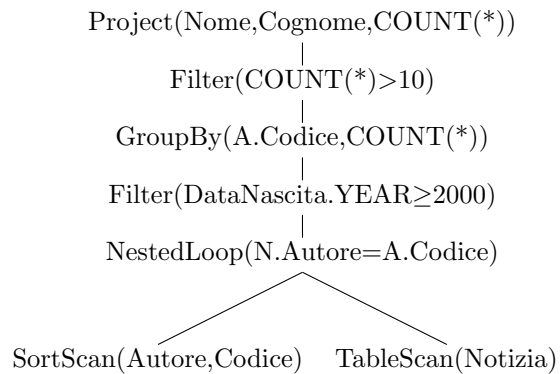 Project(Nome,Cognome,COUNT(*))
Filter(COUNT(*)>10)
GroupBy(A.Codice,COUNT(*))
Filter(DataNascita.YEAR≥2000)
NestedLoop(N.Autore=A.Codice)
SortScan(Autore,Codice) TableScan(Notizia)